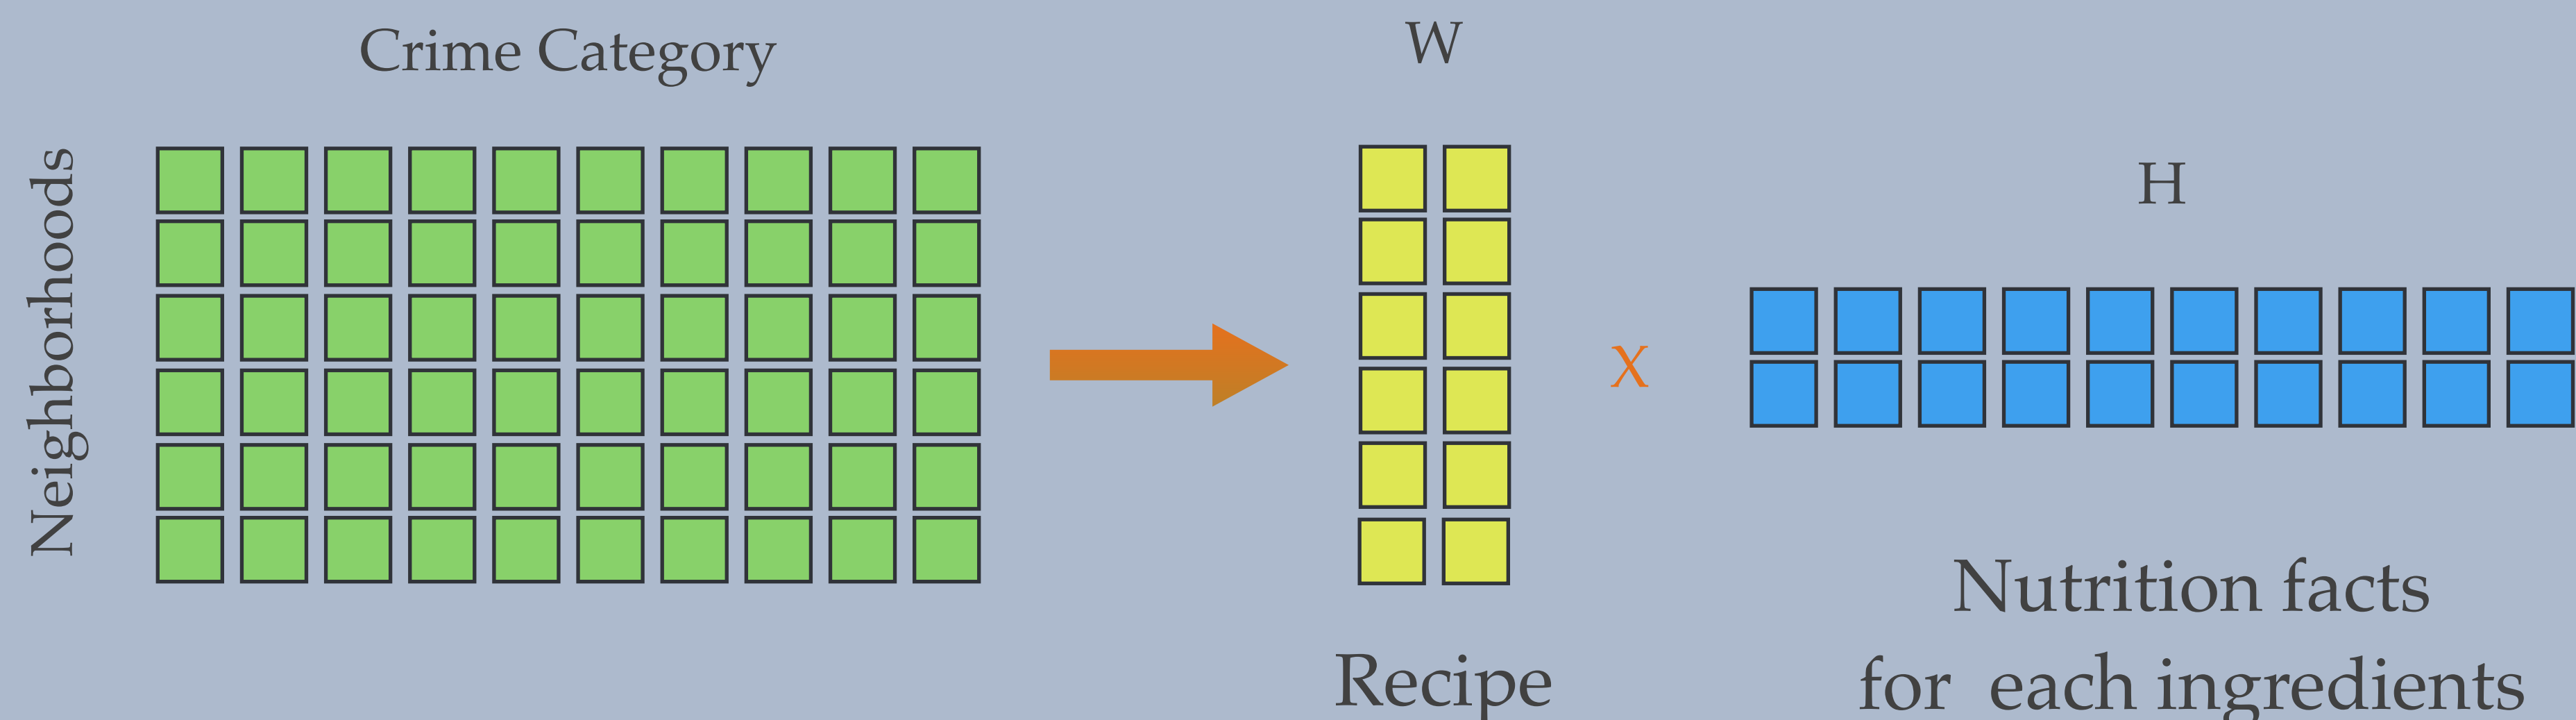 Crime Category
W
Neighborhoods
H
X
Recipe
Nutrition facts
for each ingredients